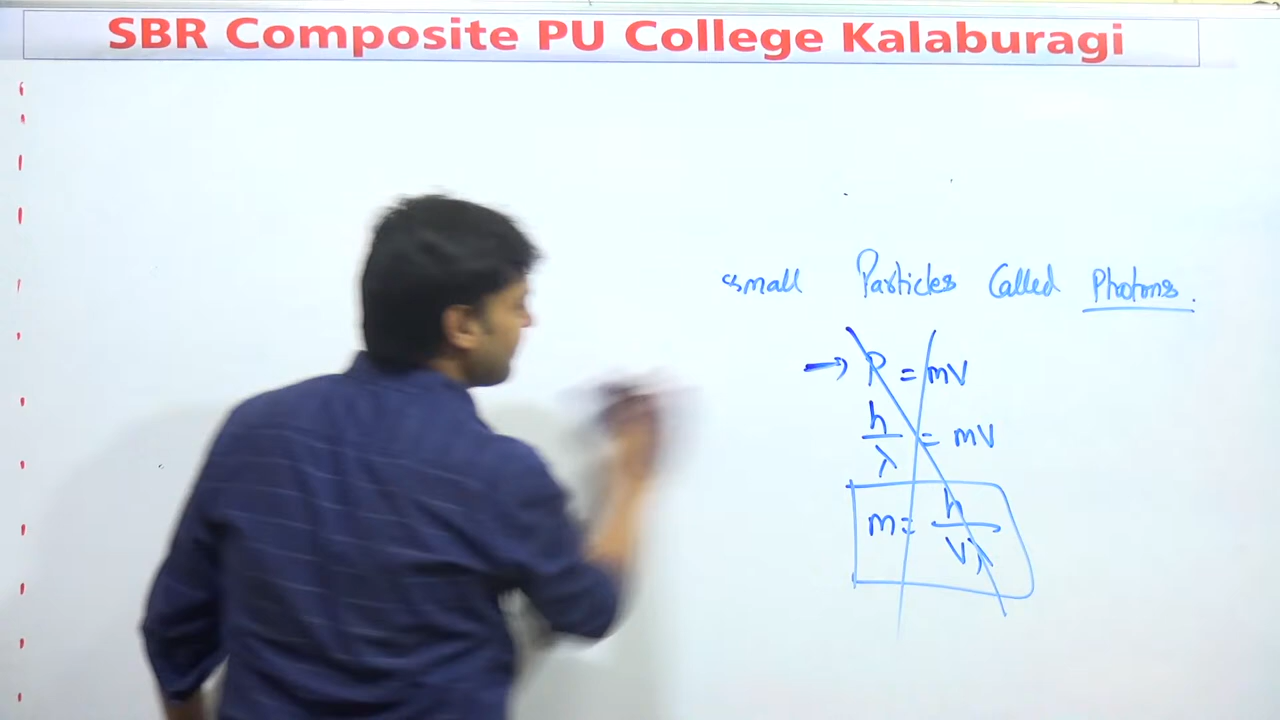 SBR Composite PU College Kalaburagi
small Particles Called Photons.
→ P = mV
h/λ = mV
m = h/Vλ